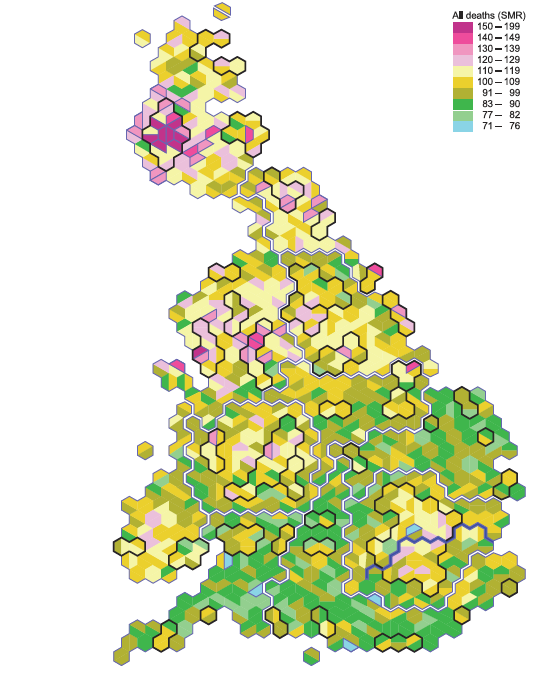 All deaths (SMR)
150 – 199
140 – 149
130 – 139
120 – 129
110 – 119
100 – 109
91 – 99
83 – 90
77 – 82
71 – 76